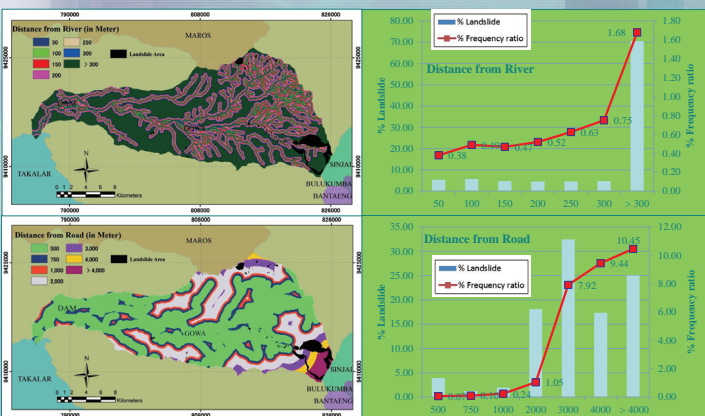 790000 808000 826000
Distance from River (in Meter)
50 250
100 300
150 > 300
200
Landslide Area
MAROS
DAM
GOWA
TAKALAR
SINJAI
BULUKUMBA
BANTAENG
N
0 1 2 4 6 8
Kilometers
9425000
9410000
% Landslide
% Frequency ratio
Distance from River
80.00
70.00
60.00
50.00
40.00
30.00
20.00
10.00
0.00
% Landslide
1.80
1.60
1.40
1.20
1.00
0.80
0.60
0.40
0.20
0.00
% Frequency ratio
0.38 0.49 0.47 0.52 0.63 0.75 1.68
50 100 150 200 250 300 > 300
790000 808000 826000
Distance from Road (in Meter)
500 3,000
750 4,000
1,000 > 4,000
2,000
Landslide Area
MAROS
DAM
GOWA
TAKALAR
SINJAI
BULUKUMBA
BANTAENG
N
0 1 2 4 6 8
Kilometers
9425000
9410000
790000 808000 826000
Distance from Road
% Landslide
% Frequency ratio
35.00
30.00
25.00
20.00
15.00
10.00
5.00
0.00
% Landslide
12.00
10.00
8.00
6.00
4.00
2.00
0.00
% Frequency ratio
0.24 1.05 7.92 9.44 10.45
500 750 1000 2000 3000 4000 > 4000